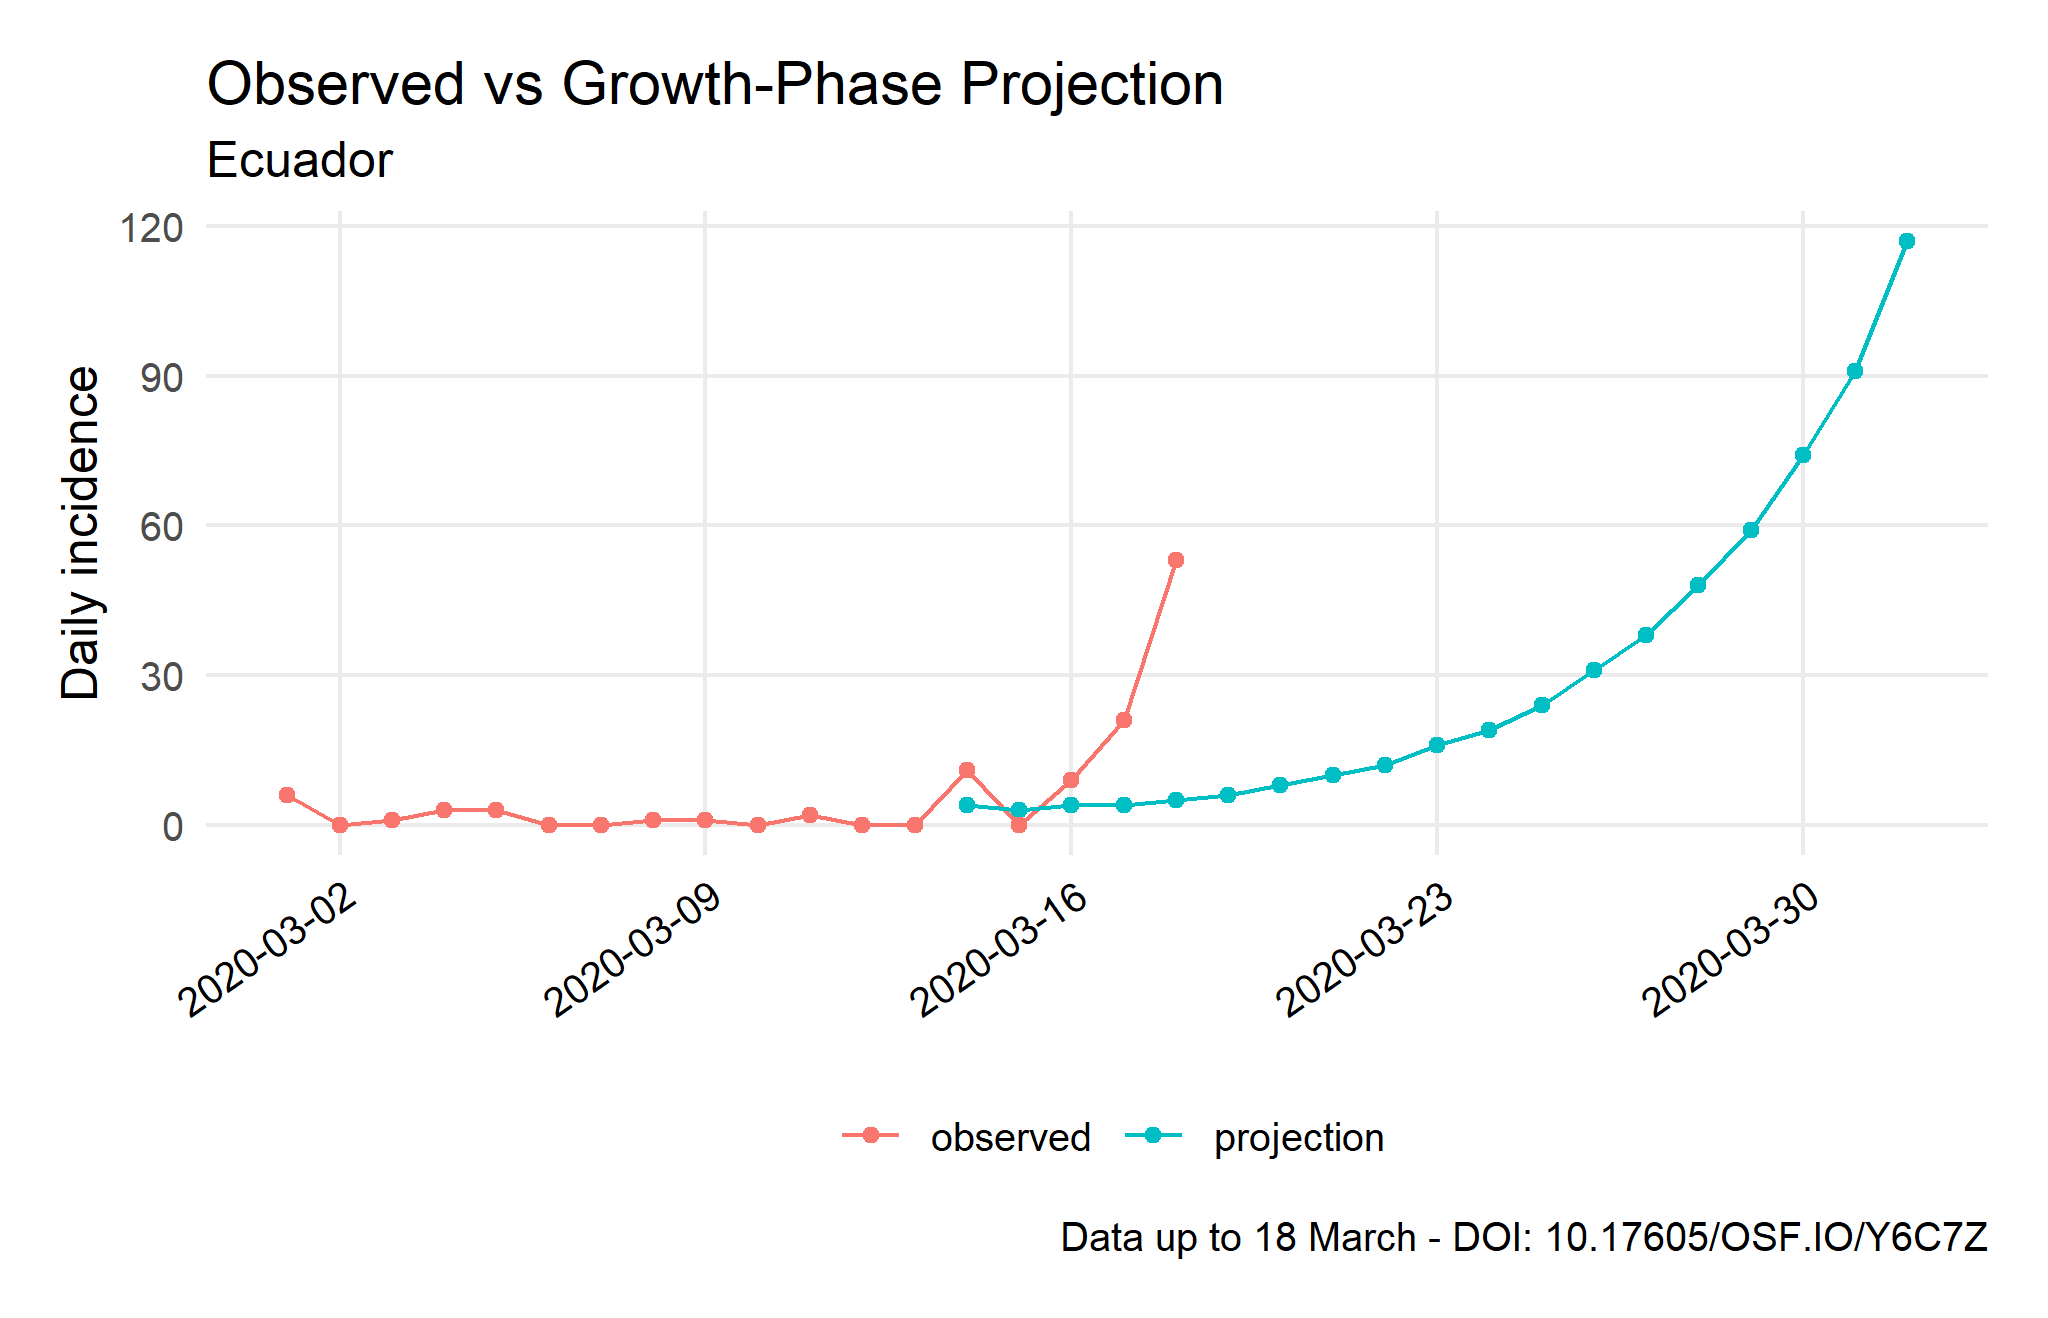 Observed vs Growth-Phase Projection
Ecuador
120
90
60
30
0
Daily incidence
2020-03-02
2020-03-09
2020-03-16
2020-03-23
2020-03-30
observed
projection
Data up to 18 March - DOI: 10.17605/OSF.IO/Y6C7Z